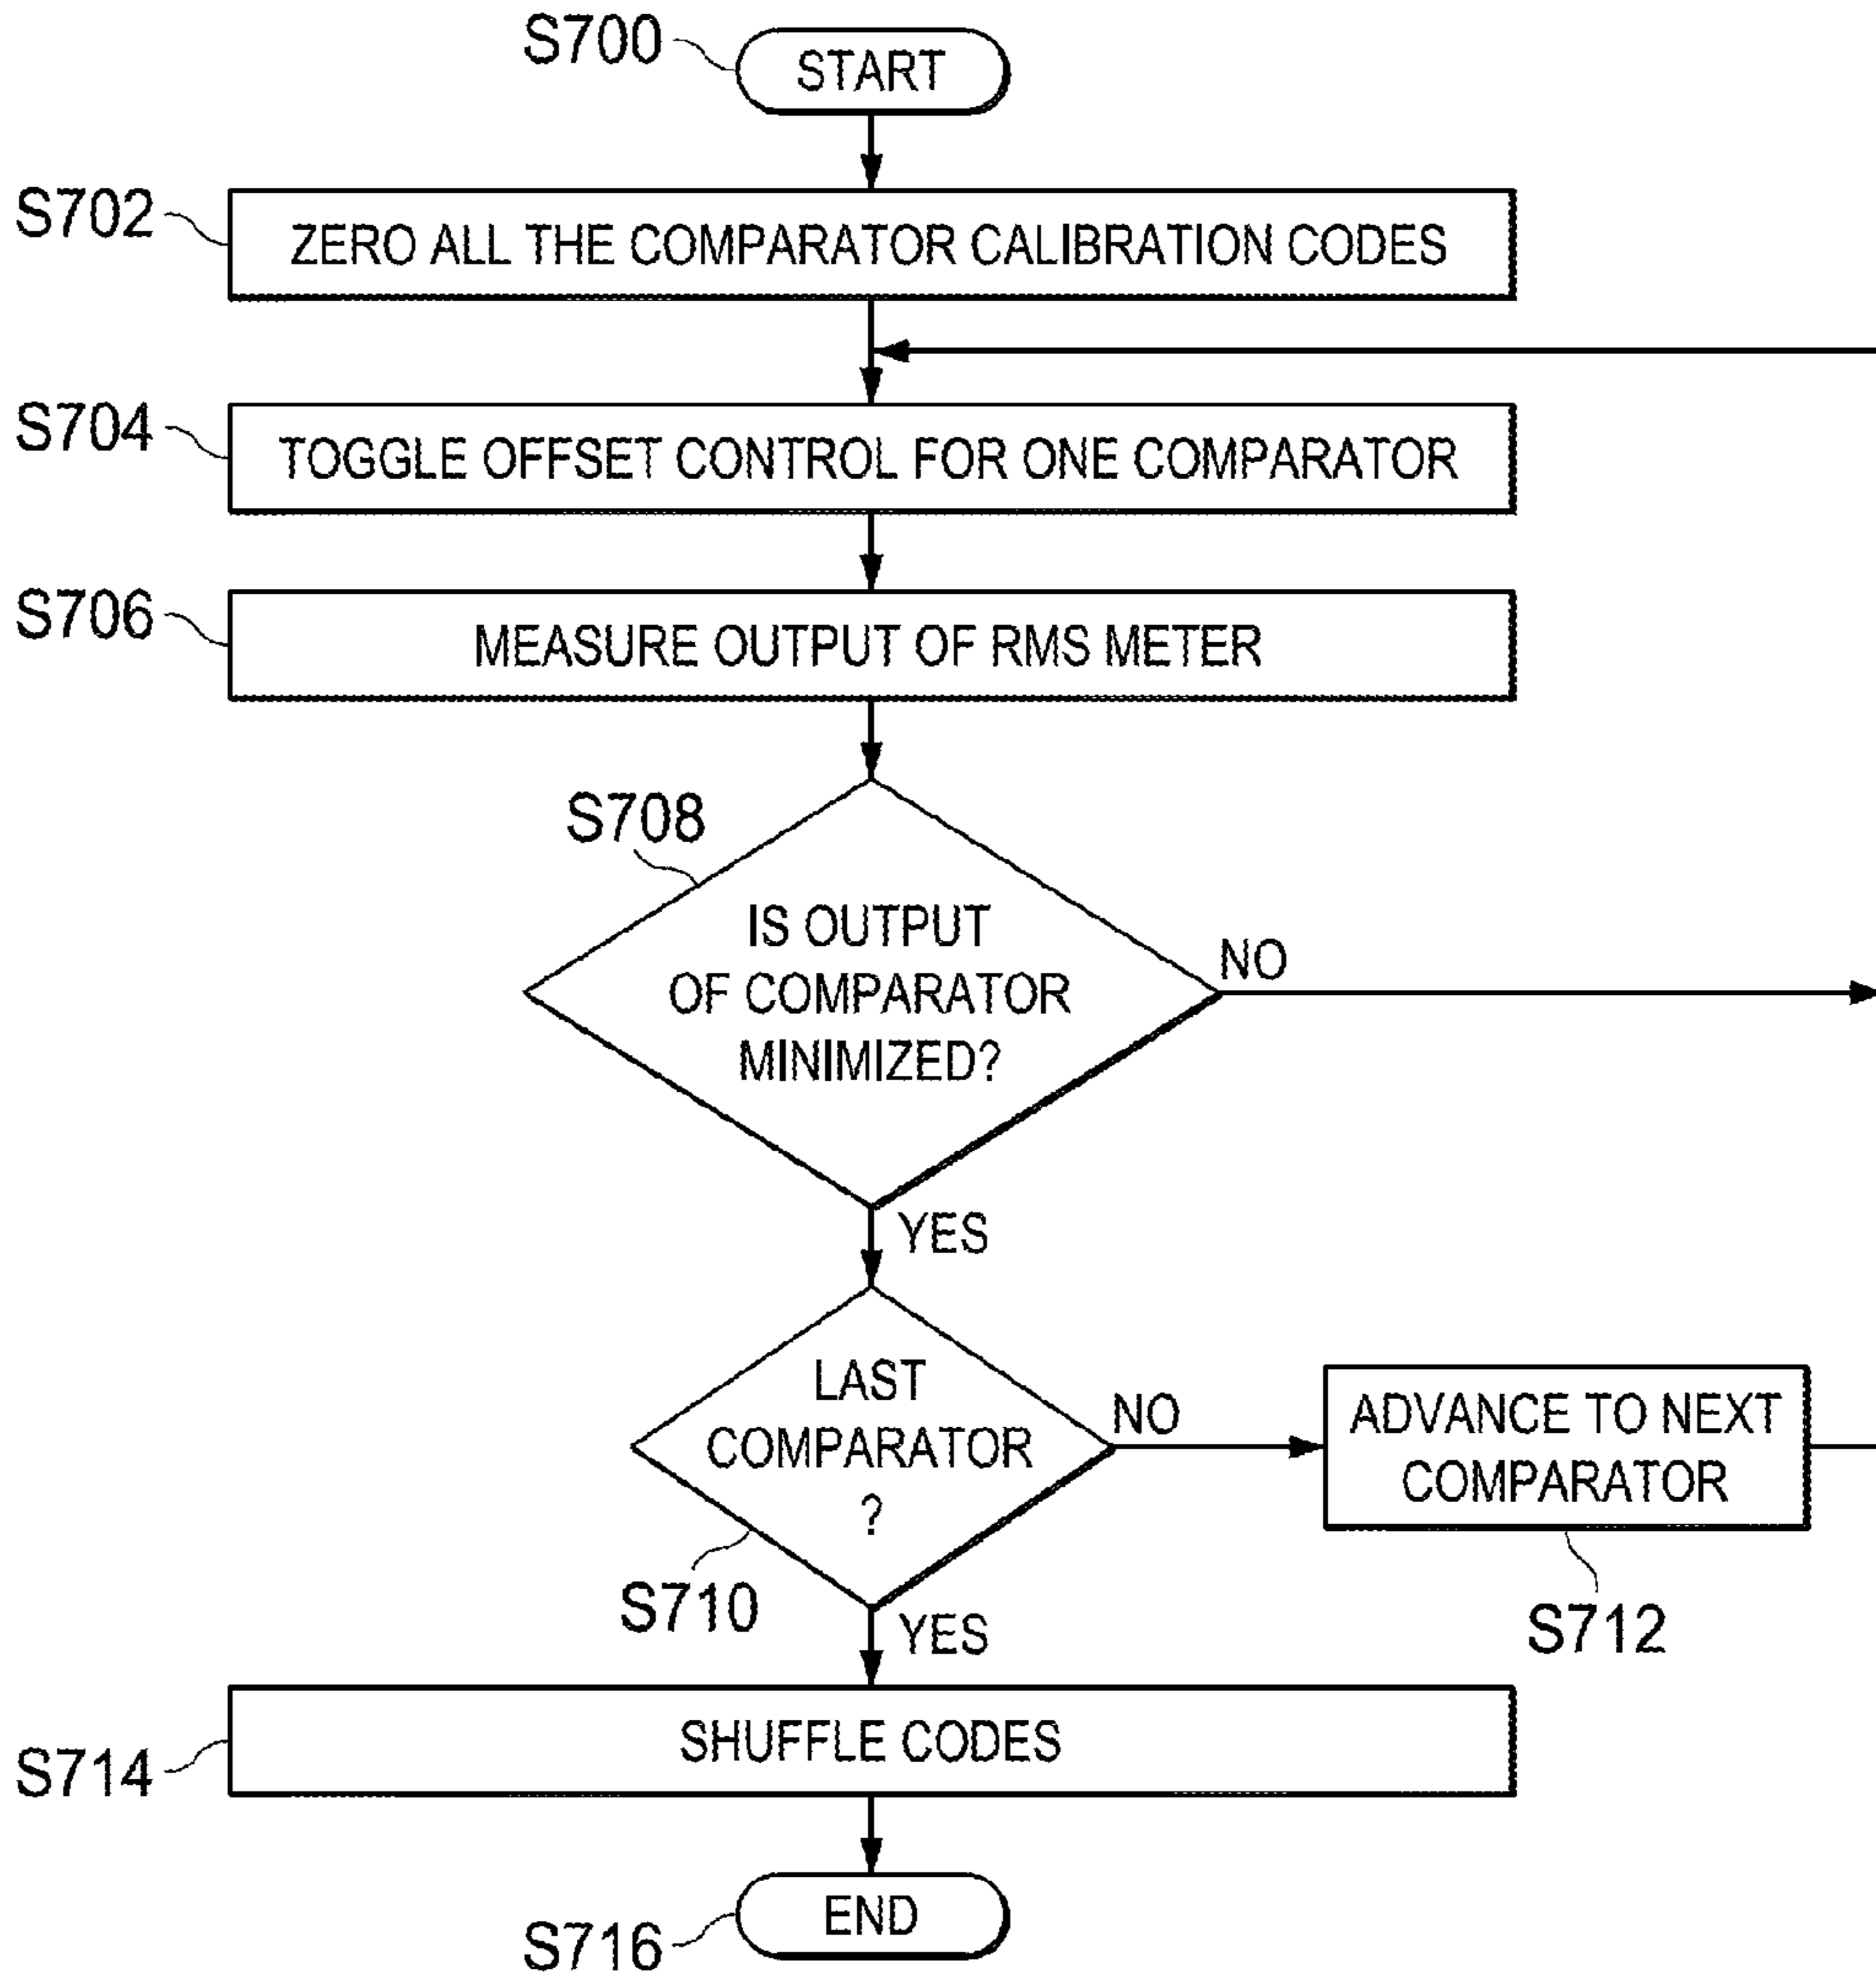 S700
START
S702
ZERO ALL THE COMPARATOR CALIBRATION CODES
S704
TOGGLE OFFSET CONTROL FOR ONE COMPARATOR
S706
MEASURE OUTPUT OF RMS METER
S708
IS OUTPUT
OF COMPARATOR
MINIMIZED?
NO
YES
LAST
COMPARATOR
?
NO
ADVANCE TO NEXT
COMPARATOR
S710
S712
YES
SHUFFLE CODES
S714
END
S716